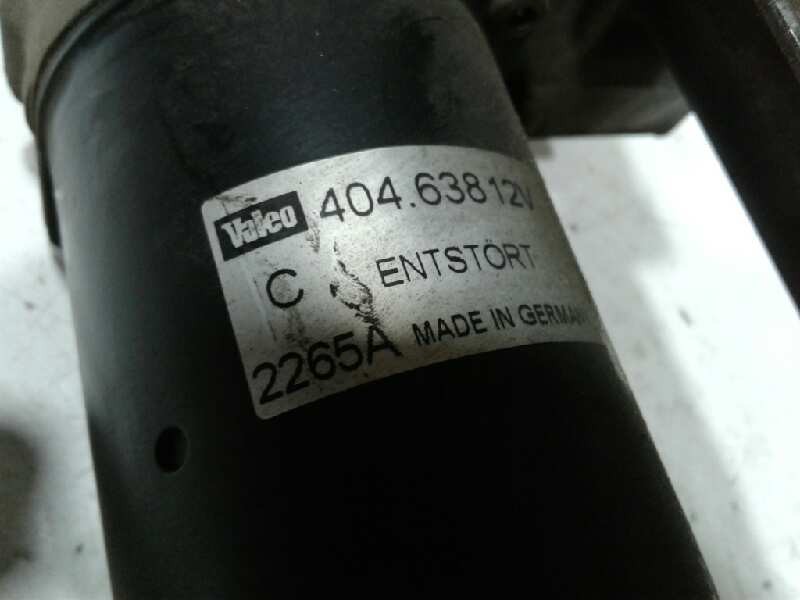 Valeo 404.638 12V
C ENTSTÖRT
2265A MADE IN GERMANY